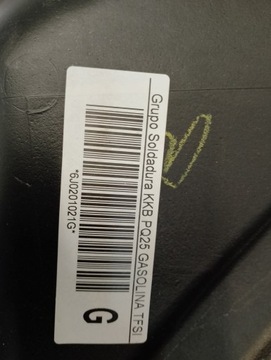 Grupo Soldadura KKB PQ25 GASOLINA TFSI
*6J0201021G*
G